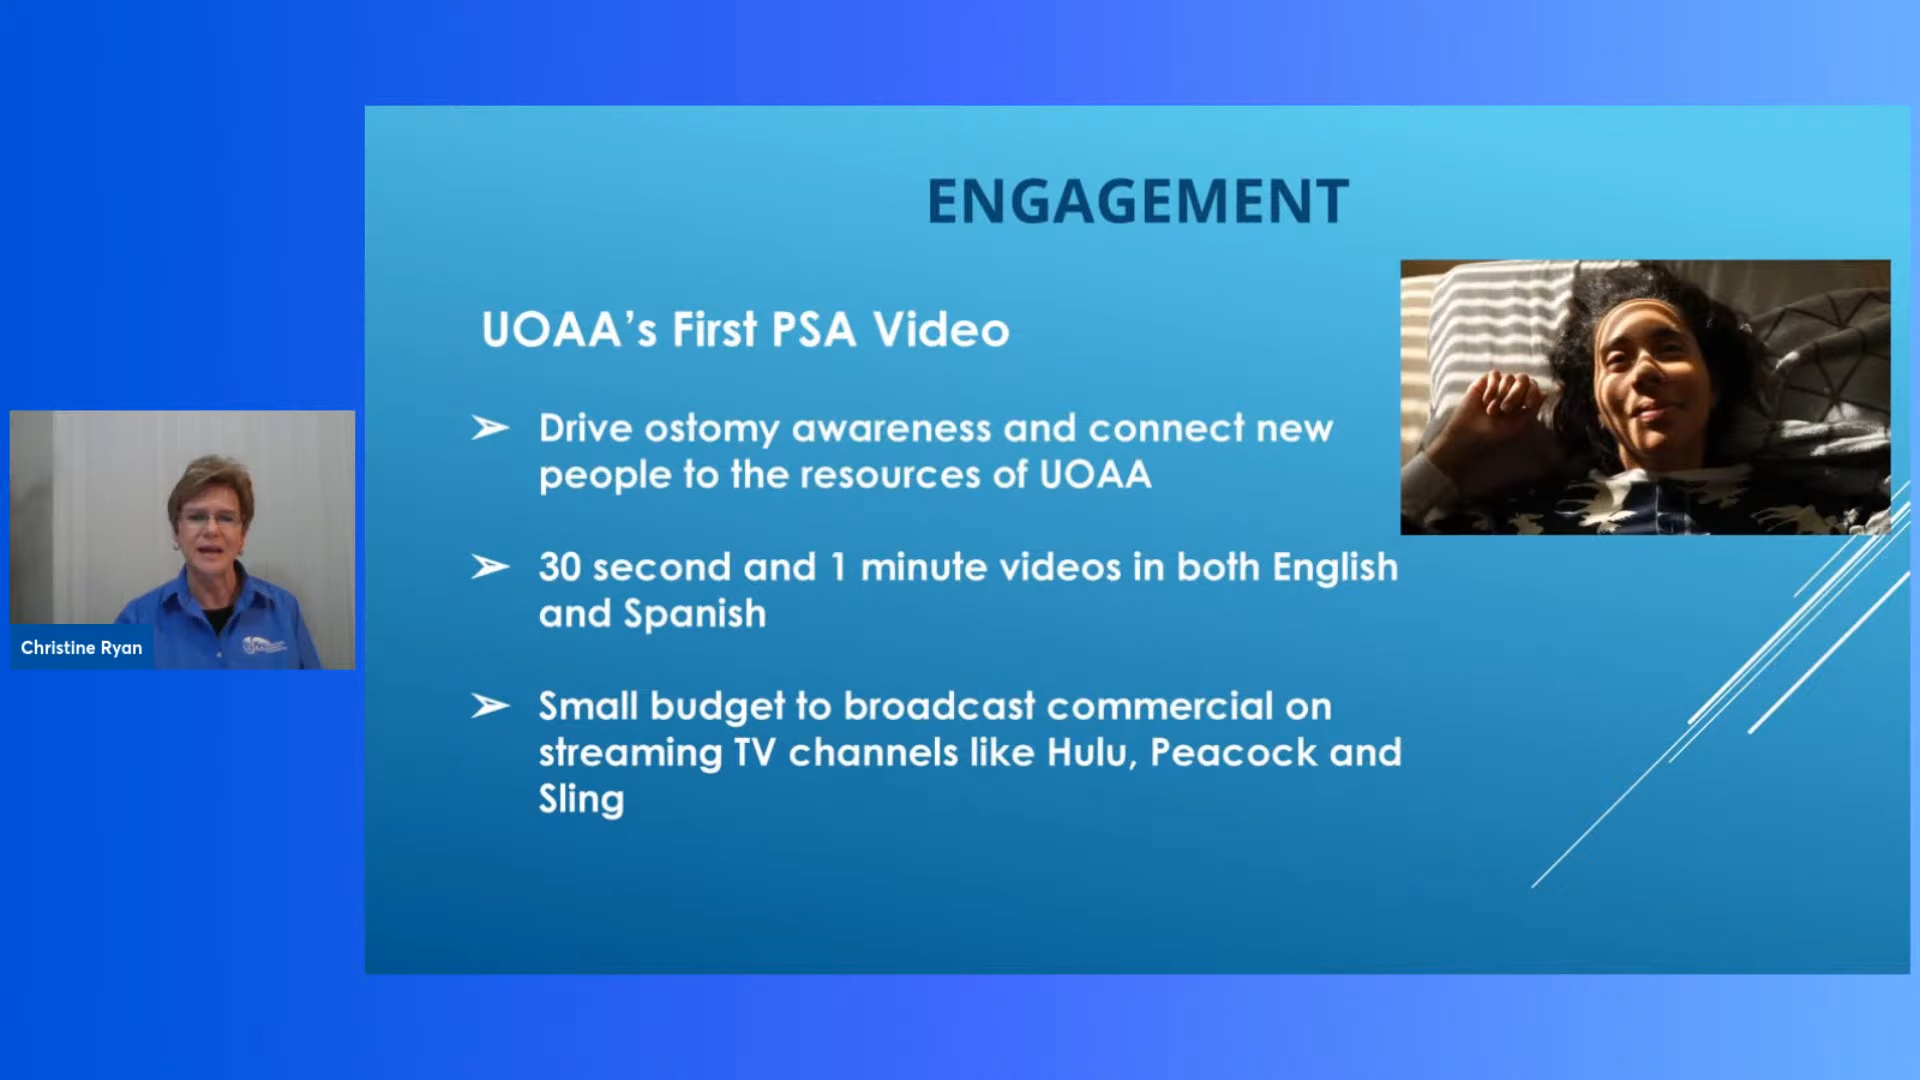 ENGAGEMENT
UOAA's First PSA Video
➢ Drive ostomy awareness and connect new
people to the resources of UOAA
➢ 30 second and 1 minute videos in both English
and Spanish
➢ Small budget to broadcast commercial on
streaming TV channels like Hulu, Peacock and
Sling
Christine Ryan